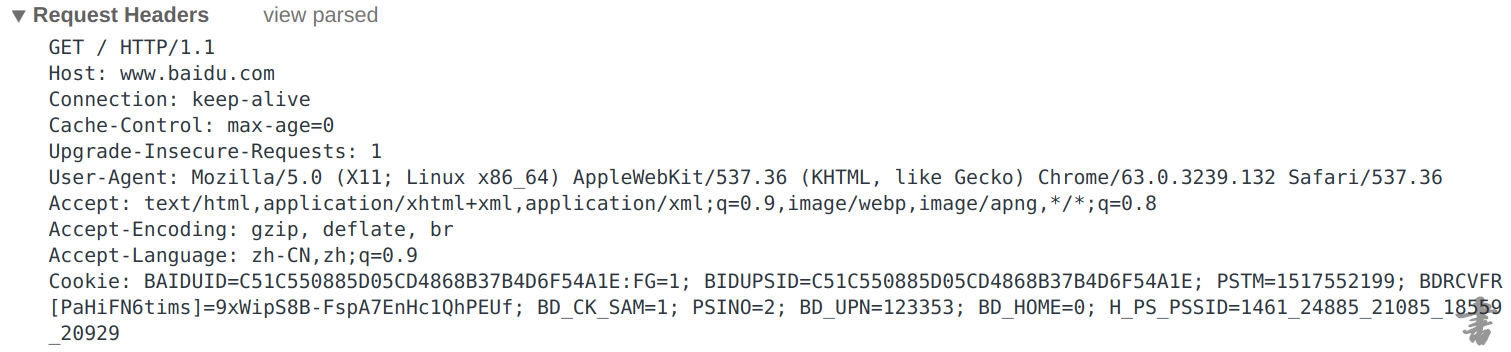 ▼ Request Headers view parsed
GET / HTTP/1.1
Host: www.baidu.com
Connection: keep-alive
Cache-Control: max-age=0
Upgrade-Insecure-Requests: 1
User-Agent: Mozilla/5.0 (X11; Linux x86_64) AppleWebKit/537.36 (KHTML, like Gecko) Chrome/63.0.3239.132 Safari/537.36
Accept: text/html,application/xhtml+xml,application/xml;q=0.9,image/webp,image/apng,*/*;q=0.8
Accept-Encoding: gzip, deflate, br
Accept-Language: zh-CN,zh;q=0.9
Cookie: BAIDUID=C51C550885D05CD4868B37B4D6F54A1E:FG=1; BIDUPSID=C51C550885D05CD4868B37B4D6F54A1E; PSTM=1517552199; BDRCVFR
[PaHiFN6tims]=9xWipS8B-FspA7EnHc1QhPEUf; BD_CK_SAM=1; PSINO=2; BD_UPN=123353; BD_HOME=0; H_PS_PSSID=1461_24885_21085_18559
_20929
書